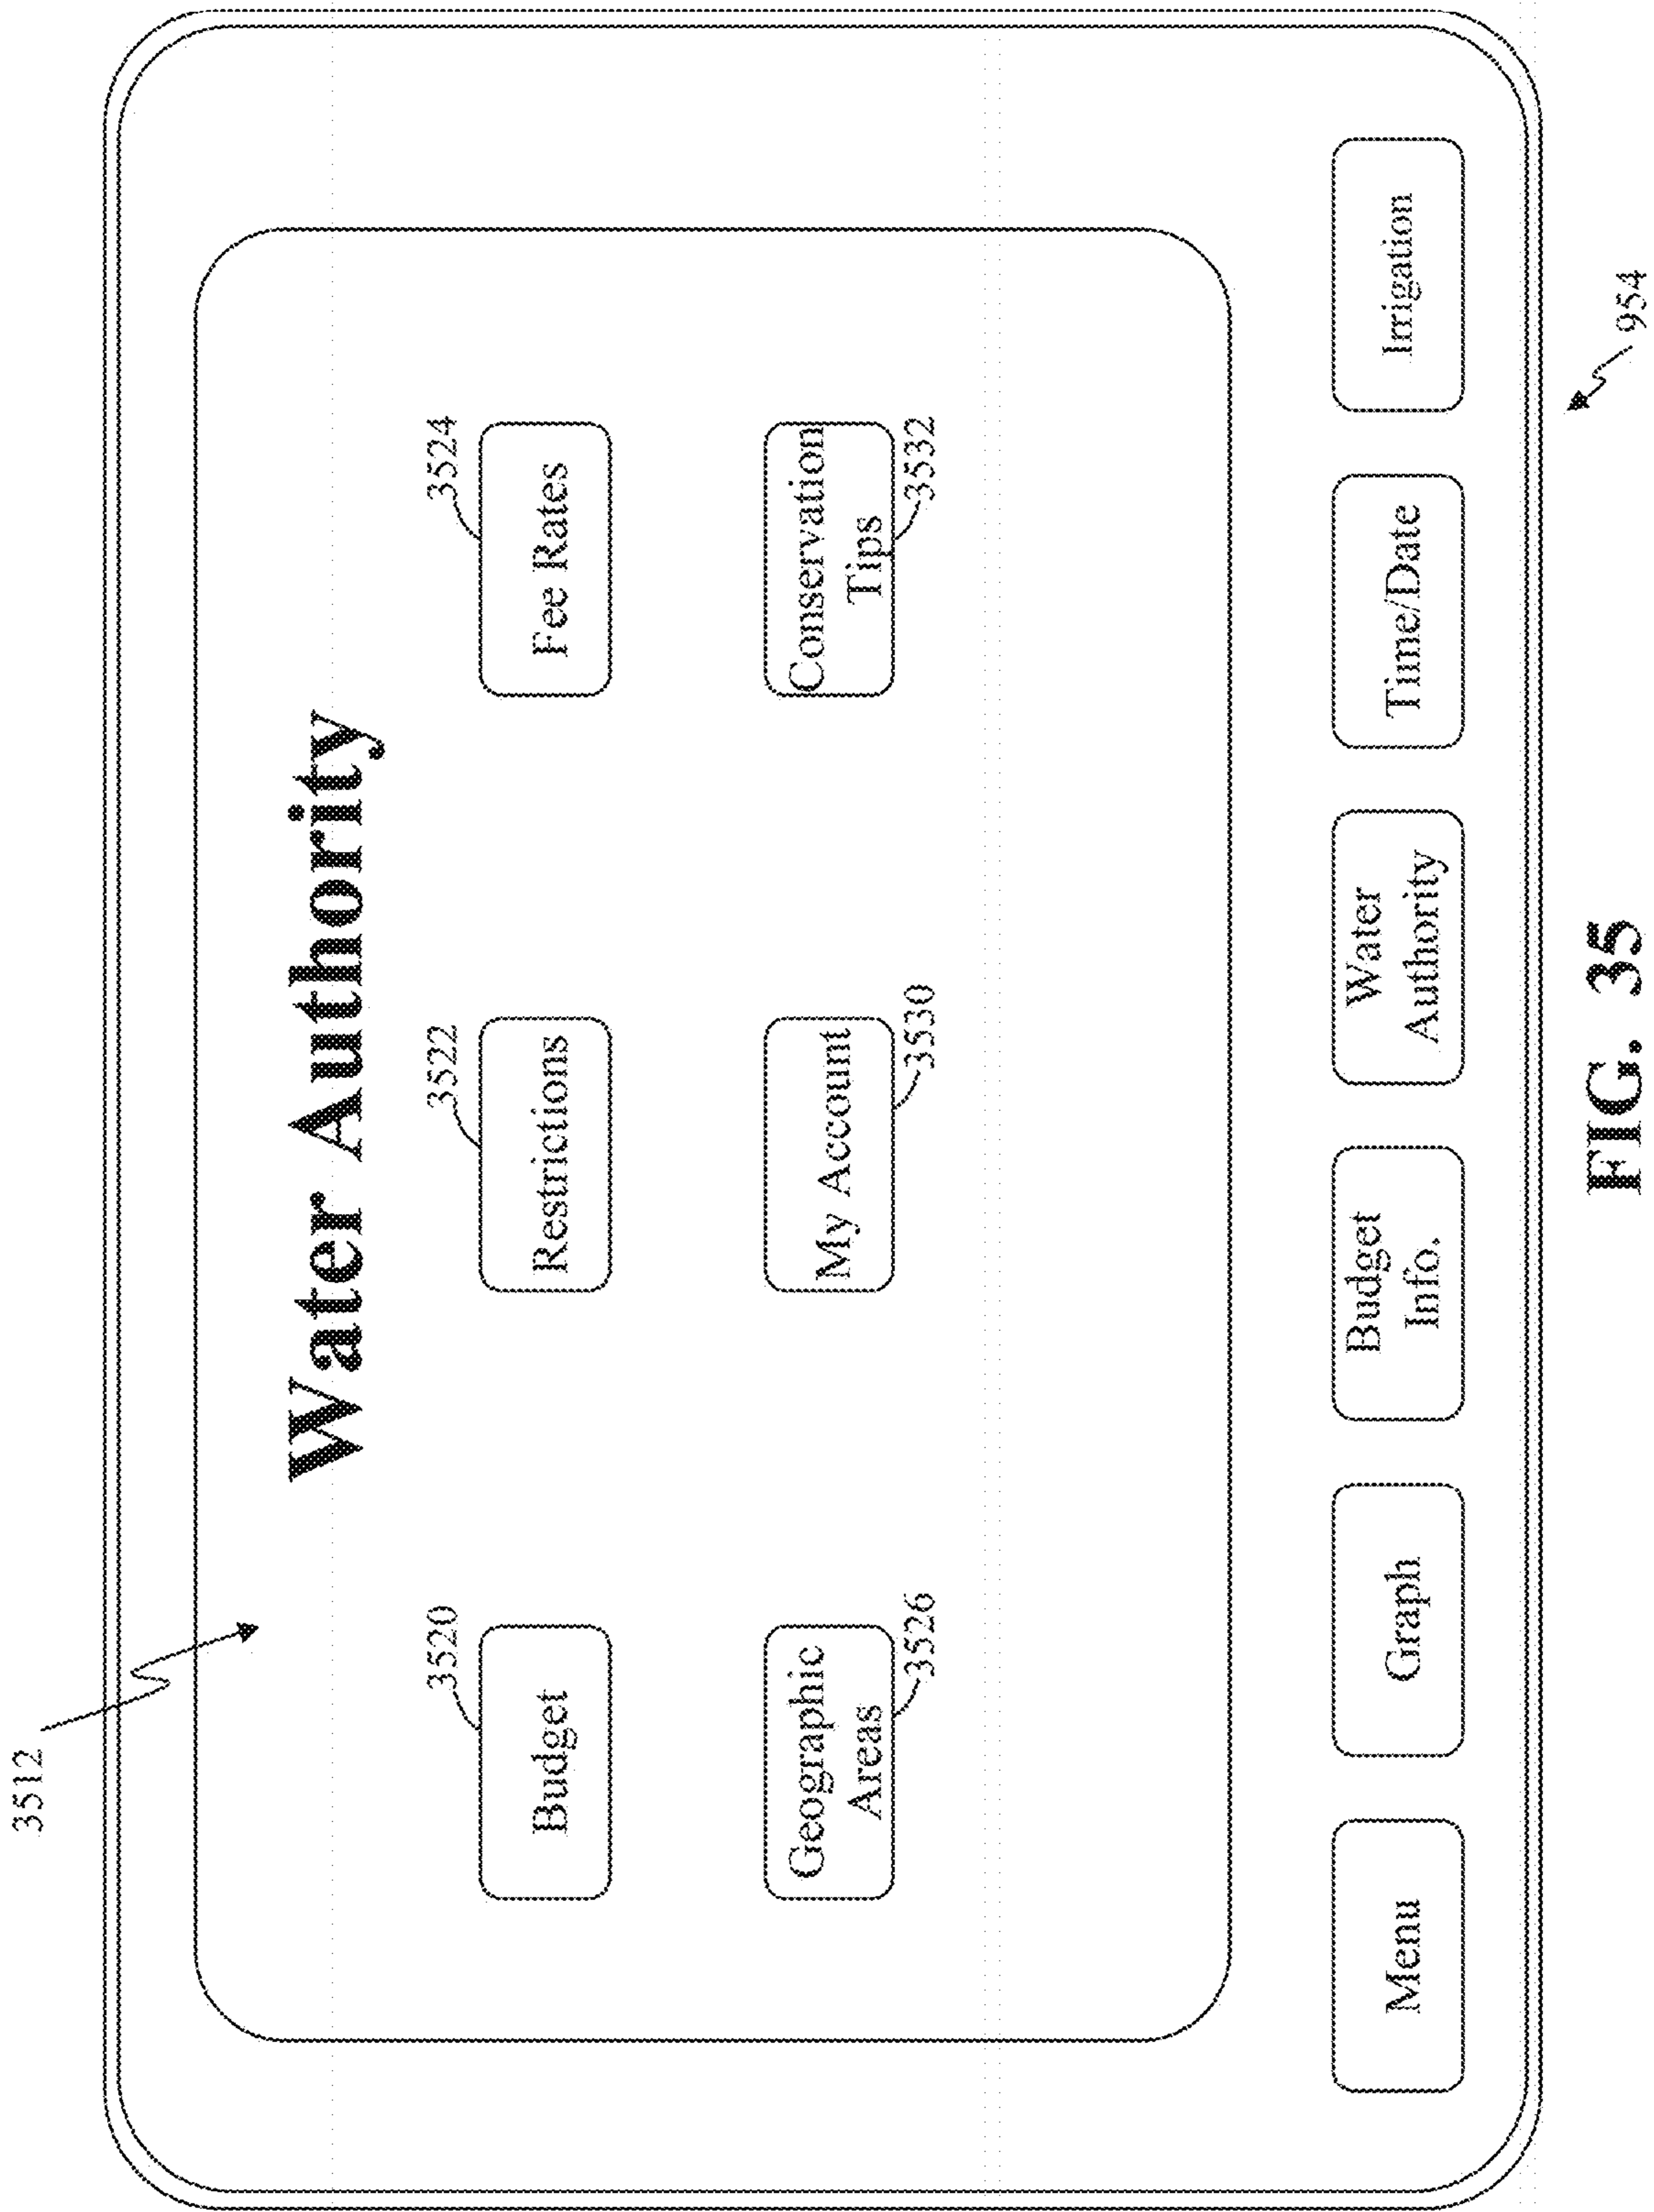 3512
Water Authority
3520
3522
3524
Budget
Restrictions
Fee Rates
Geographic
Areas
My Account
Conservation
Tips
3526
3530
3532
Menu
Graph
Budget
Info.
Water
Authority
Time/Date
Irrigation
954
FIG. 35